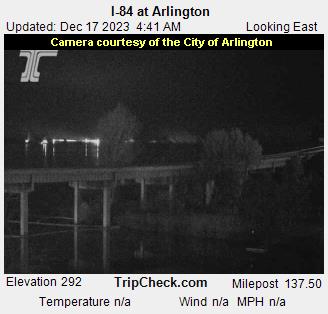 I-84 at Arlington
Updated: Dec 17 2023 4:41 AM Looking East
Camera courtesy of the City of Arlington
Elevation 292 TripCheck.com Milepost 137.50
Temperature n/a Wind n/a MPH n/a